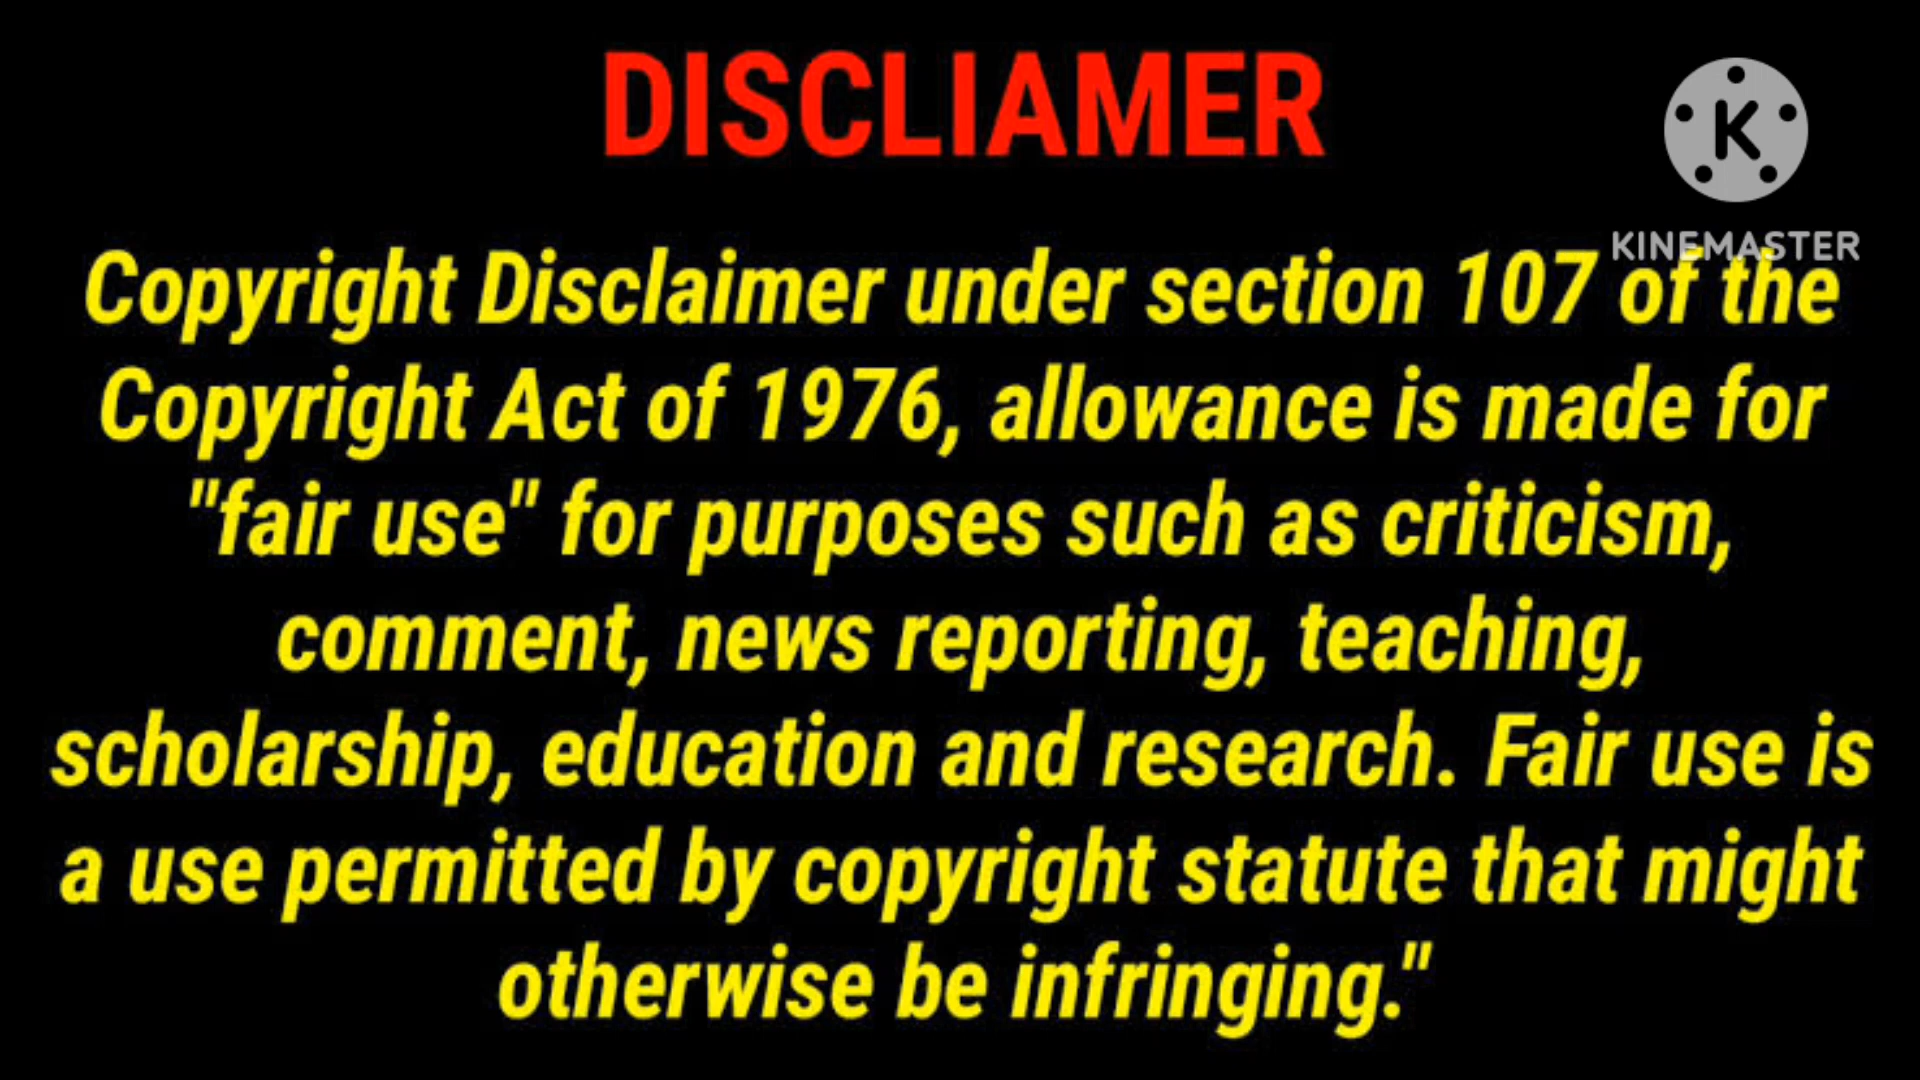 DISCLIAMER
K
KINEMASTER
Copyright Disclaimer under section 107 of the
Copyright Act of 1976, allowance is made for
"fair use" for purposes such as criticism,
comment, news reporting, teaching,
scholarship, education and research. Fair use is
a use permitted by copyright statute that might
otherwise be infringing."